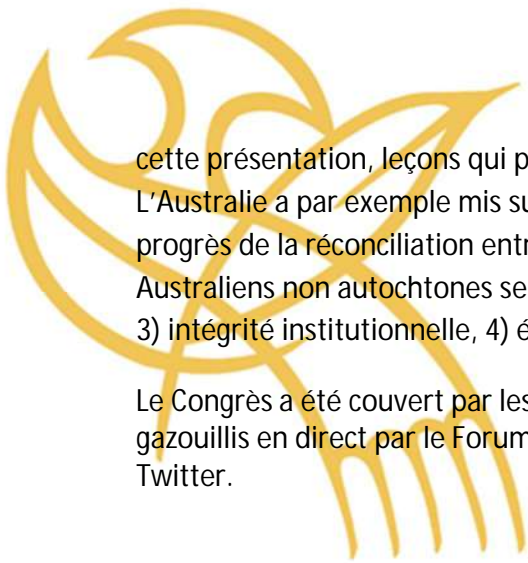 cette présentation, leçons qui p
L'Australie a par exemple mis su
progrès de la réconciliation entr
Australiens non autochtones se
3) intégrité institutionnelle, 4) é
Le Congrès a été couvert par les
gazouillis en direct par le Forum
Twitter.